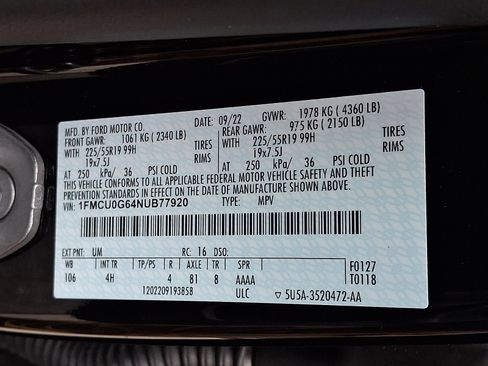 MFD. BY FORD MOTOR CO. DATE: 09/22 GVWR: 1978 KG ( 4360 LB)
FRONT GAWR: 1061 KG ( 2340 LB) REAR GAWR: 975 KG ( 2150 LB)
WITH 225/55R19 99H TIRES WITH 225/55R19 99H TIRES
19x7.5J RIMS 19x7.5J RIMS
AT 250 kPa/ 36 PSI COLD AT 250 kPa/ 36 PSI COLD
THIS VEHICLE CONFORMS TO ALL APPLICABLE FEDERAL MOTOR VEHICLE SAFETY AND THEFT
PREVENTION STANDARDS IN EFFECT ON THE DATE OF MANUFACTURE SHOWN ABOVE.
VIN: 1FMCU0G64NUB77920 TYPE: MPV
EXT PNT: UM RC: 16 DSO:
WB INT TR TP/PS R AXLE TR SPR F0127
106 4H 4 81 8 AAAA T0118
1202209193858 ULC 5U5A-3520472-AA